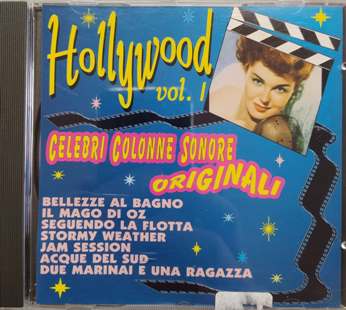 Hollywood
vol. 1
CELEBRI COLONNE SONORE
ORIGINALI
BELLEZZE AL BAGNO
IL MAGO DI OZ
SEGUENDO LA FLOTTA
STORMY WEATHER
JAM SESSION
ACQUE DEL SUD
DUE MARINAI E UNA RAGAZZA